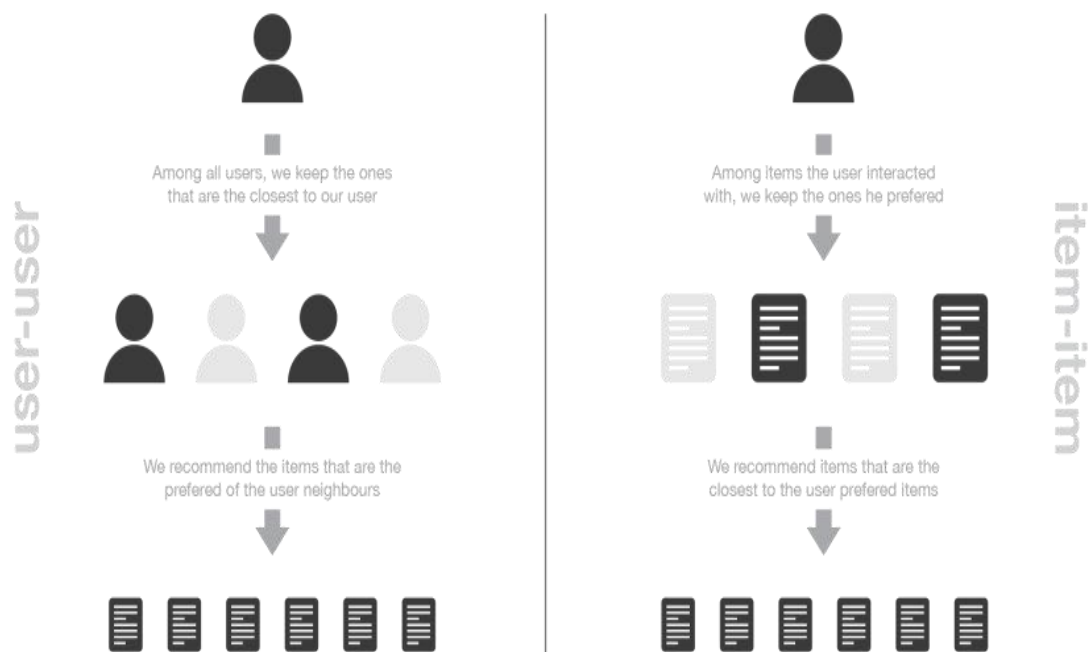 user-user
Among all users, we keep the ones
that are the closest to our user
We recommend the items that are the
prefered of the user neighbours
Among items the user interacted
with, we keep the ones he prefered
We recommend items that are the
closest to the user prefered items
item-item